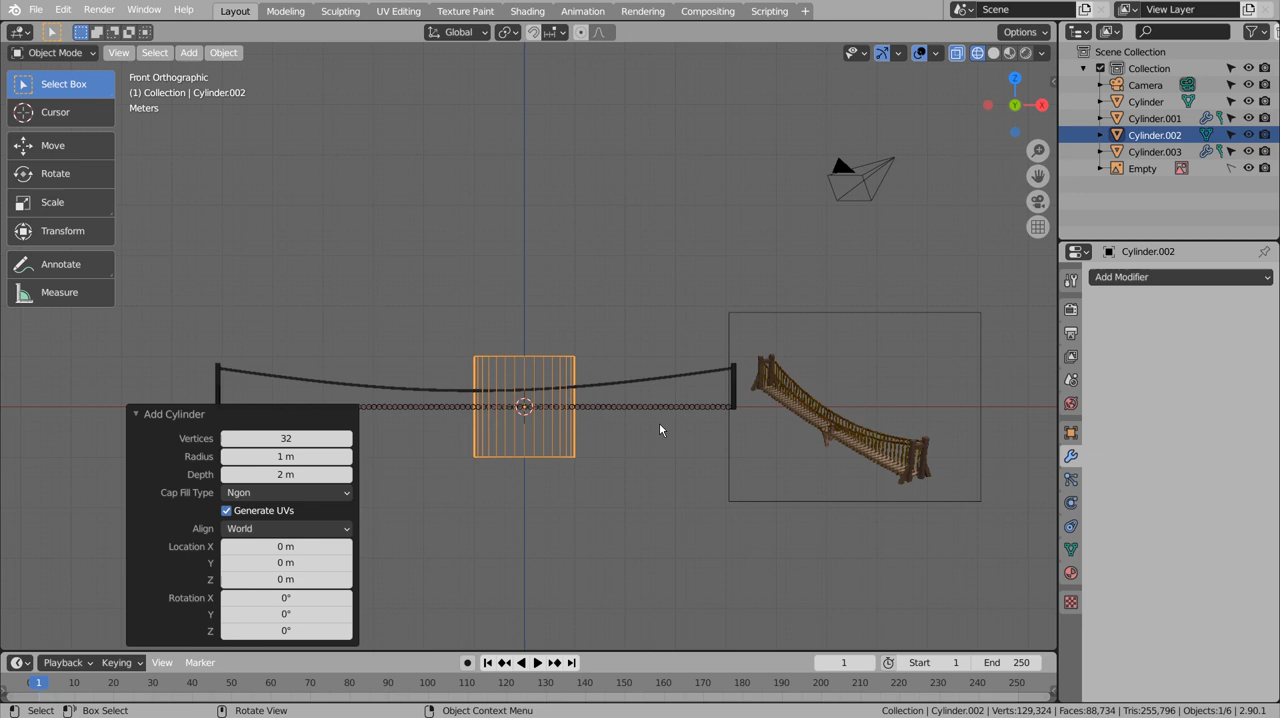 File Edit Render Window Help Layout Modeling Sculpting UV Editing Texture Paint Shading Animation Rendering Compositing Scripting + Scene View Layer
Object Mode View Select Add Object Global Options
Select Box
Cursor
Move
Rotate
Scale
Transform
Annotate
Measure
Front Orthographic
(1) Collection | Cylinder.002
Meters
Z
Y
X
Scene Collection
Collection
Camera
Cylinder
Cylinder.001
Cylinder.002
Cylinder.003
Empty
Cylinder.002
Add Modifier
Add Cylinder
Vertices 32
Radius 1 m
Depth 2 m
Cap Fill Type Ngon
Generate UVs
Align World
Location X 0 m
Y 0 m
Z 0 m
Rotation X 0°
Y 0°
Z 0°
Playback Keying View Marker 1 Start 1 End 250
1 10 20 30 40 50 60 70 80 90 100 110 120 130 140 150 160 170 180 190 200 210 220 230 240 250
Select Box Select Rotate View Object Context Menu Collection | Cylinder.002 | Verts:129,324 | Faces:88,734 | Tris:255,796 | Objects:1/6 | 2.90.1